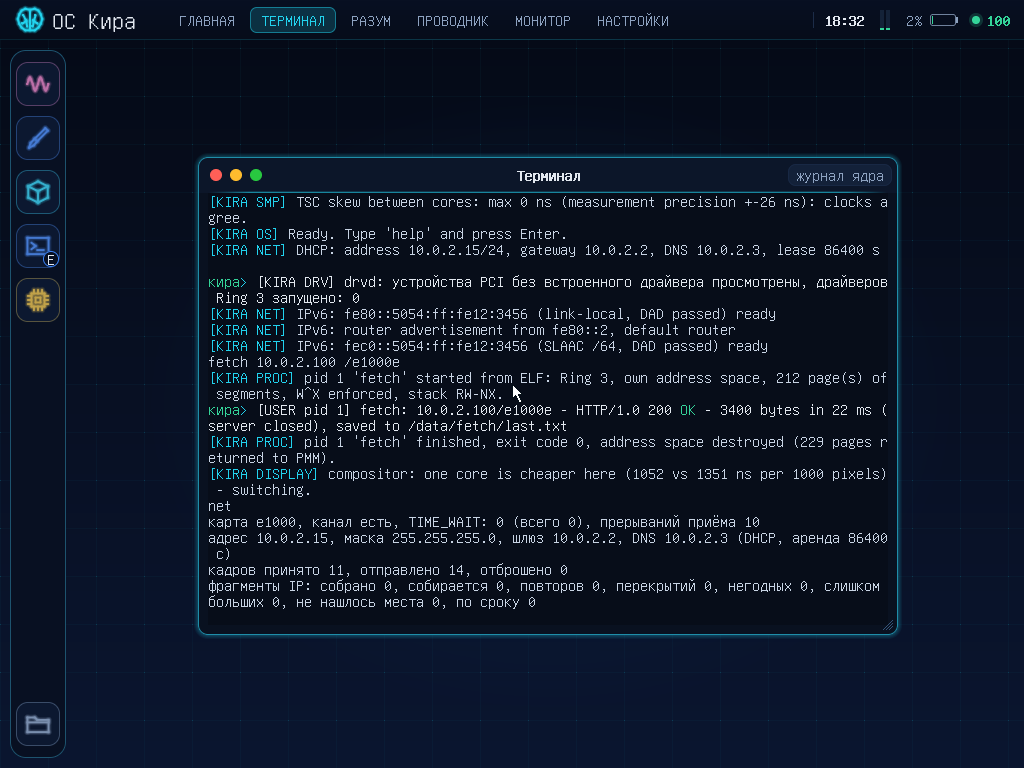 ОС Кира
ГЛАВНАЯ ТЕРМИНАЛ РАЗУМ ПРОВОДНИК МОНИТОР НАСТРОЙКИ
18:32 2% 100
E
Терминал
журнал ядра
[KIRA SMP] TSC skew between cores: max 0 ns (measurement precision +-26 ns): clocks a
gree.
[KIRA OS] Ready. Type 'help' and press Enter.
[KIRA NET] DHCP: address 10.0.2.15/24, gateway 10.0.2.2, DNS 10.0.2.3, lease 86400 s
кира> [KIRA DRV] drvd: устройства PCI без встроенного драйвера просмотрены, драйверов
Ring 3 запущено: 0
[KIRA NET] IPv6: fe80::5054:ff:fe12:3456 (link-local, DAD passed) ready
[KIRA NET] IPv6: router advertisement from fe80::2, default router
[KIRA NET] IPv6: fec0::5054:ff:fe12:3456 (SLAAC /64, DAD passed) ready
fetch 10.0.2.100 /e1000e
[KIRA PROC] pid 1 'fetch' started from ELF: Ring 3, own address space, 212 page(s) of
segments, W^X enforced, stack RW-NX.
кира> [USER pid 1] fetch: 10.0.2.100/e1000e - HTTP/1.0 200 OK - 3400 bytes in 22 ms (
server closed), saved to /data/fetch/last.txt
[KIRA PROC] pid 1 'fetch' finished, exit code 0, address space destroyed (229 pages r
eturned to PMM).
[KIRA DISPLAY] compositor: one core is cheaper here (1052 vs 1351 ns per 1000 pixels)
- switching.
net
карта e1000, канал есть, TIME_WAIT: 0 (всего 0), прерываний приёма 10
адрес 10.0.2.15, маска 255.255.255.0, шлюз 10.0.2.2, DNS 10.0.2.3 (DHCP, аренда 86400
с)
кадров принято 11, отправлено 14, отброшено 0
фрагменты IP: собрано 0, собирается 0, повторов 0, перекрытий 0, негодных 0, слишком
больших 0, не нашлось места 0, по сроку 0